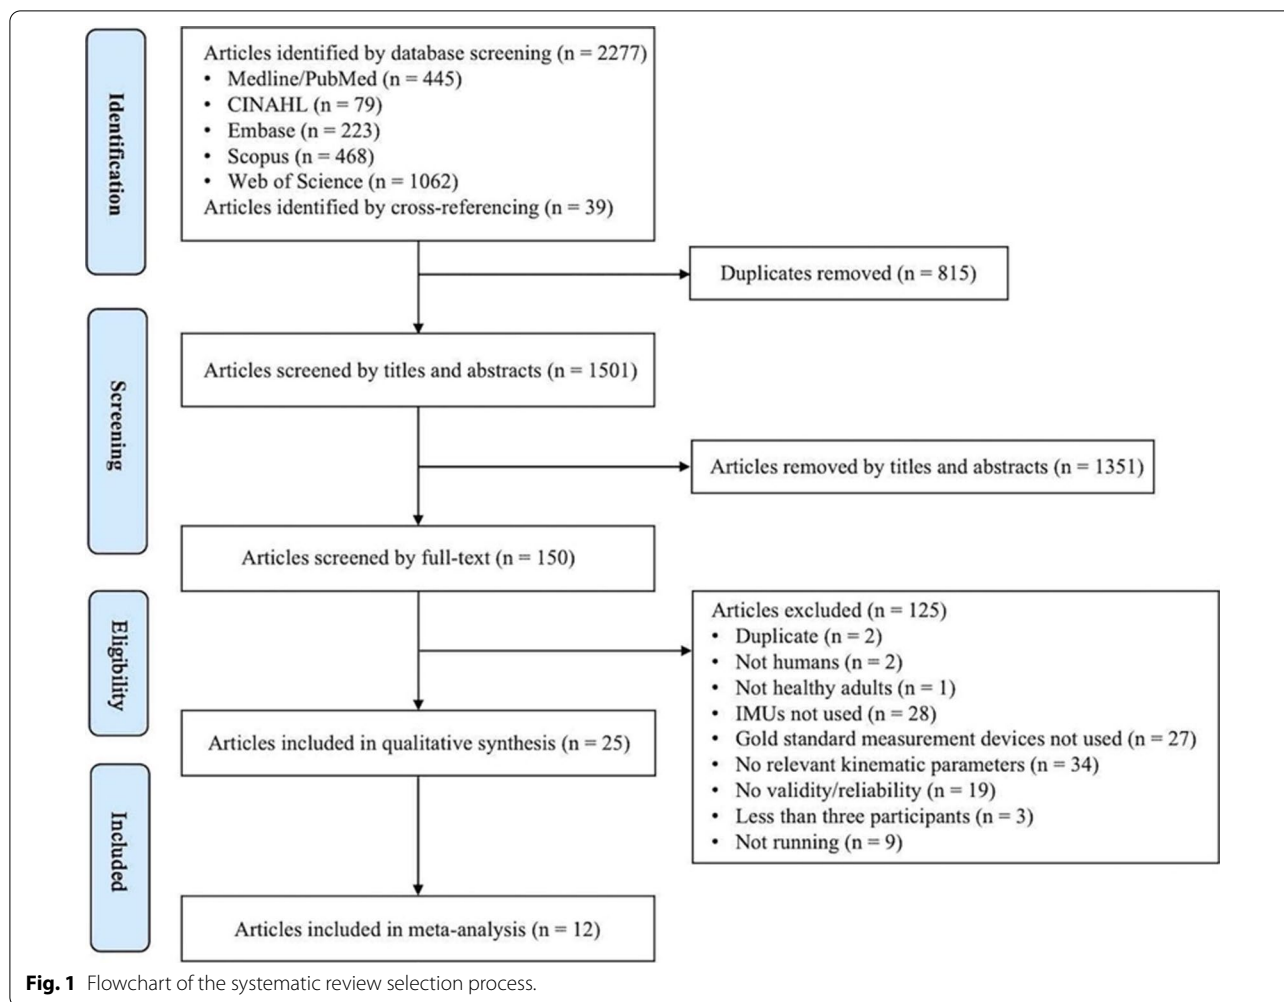 Identification
Articles identified by database screening (n = 2277)
• Medline/PubMed (n = 445)
• CINAHL (n = 79)
• Embase (n = 223)
• Scopus (n = 468)
• Web of Science (n = 1062)
Articles identified by cross-referencing (n = 39)
Duplicates removed (n = 815)
Screening
Articles screened by titles and abstracts (n = 1501)
Articles removed by titles and abstracts (n = 1351)
Articles screened by full-text (n = 150)
Eligibility
Articles excluded (n = 125)
• Duplicate (n = 2)
• Not humans (n = 2)
• Not healthy adults (n = 1)
• IMUs not used (n = 28)
• Gold standard measurement devices not used (n = 27)
• No relevant kinematic parameters (n = 34)
• No validity/reliability (n = 19)
• Less than three participants (n = 3)
• Not running (n = 9)
Articles included in qualitative synthesis (n = 25)
Included
Articles included in meta-analysis (n = 12)
Fig. 1 Flowchart of the systematic review selection process.